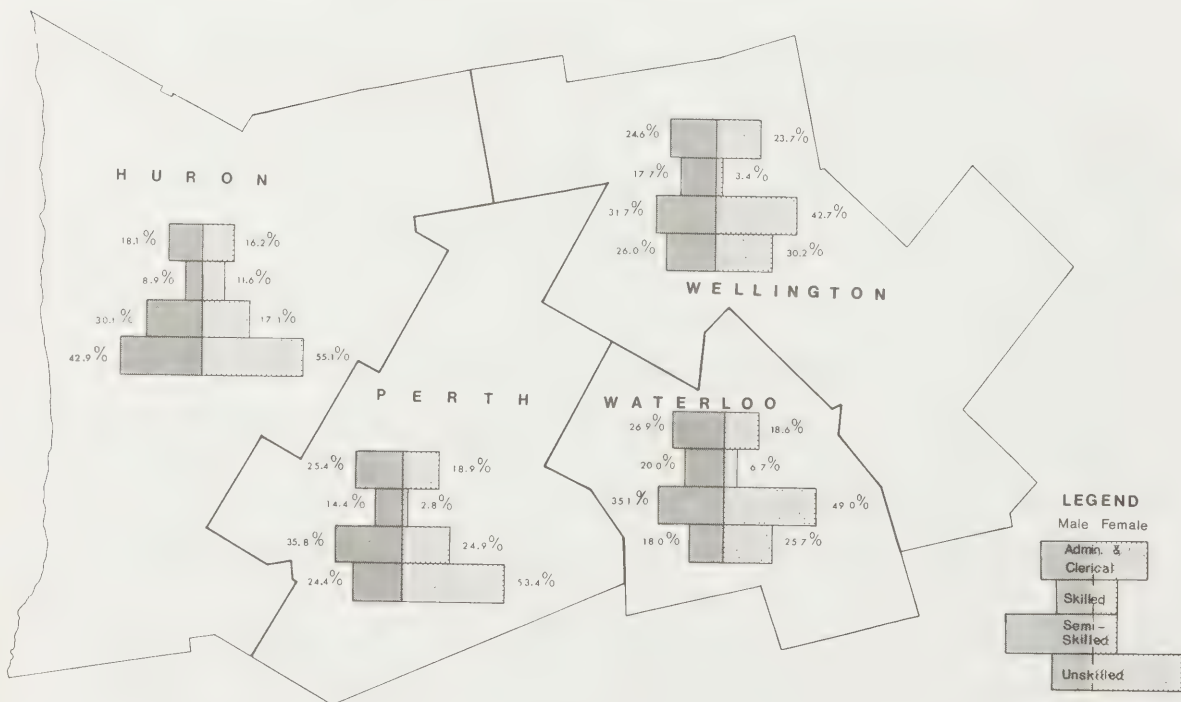 HURON
18.1% 16.2%
8.9% 11.6%
30.1% 17.1%
42.9% 55.1%
24.6% 23.7%
17.7% 3.4%
31.7% 42.7%
26.0% 30.2%
WELLINGTON
PERTH
25.4% 18.9%
14.4% 2.8%
35.8% 24.9%
24.4% 53.4%
WATERLOO
26.9% 18.6%
20.0% 6.7%
35.1% 49.0%
18.0% 25.7%
LEGEND
Male Female
Admin. &
Clerical
Skilled
Semi-
Skilled
Unskilled